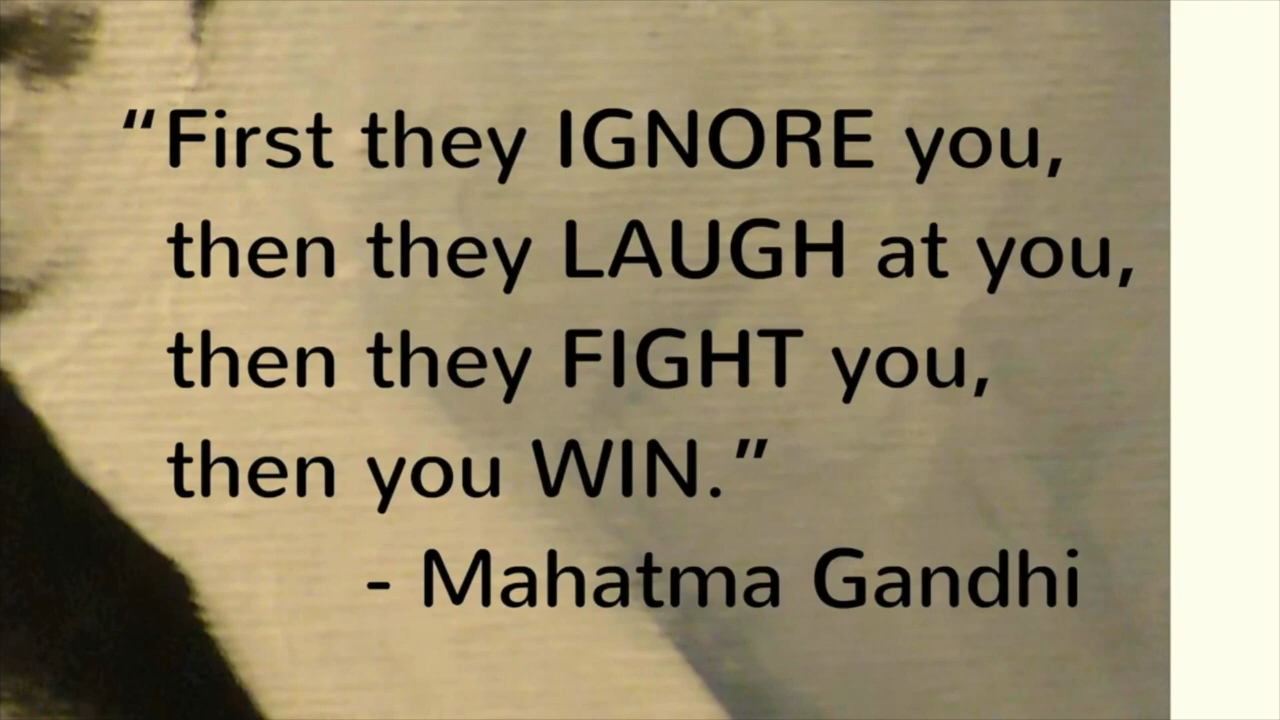 “First they IGNORE you,
then they LAUGH at you,
then they FIGHT you,
then you WIN.”
- Mahatma Gandhi